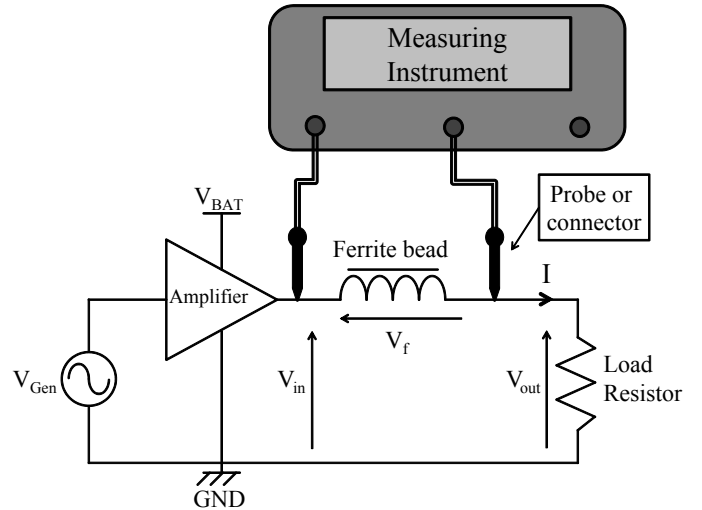 Measuring
Instrument
V_BAT
Probe or
connector
Ferrite bead
Amplifier
I
V_f
V_Gen
V_in
V_out
Load
Resistor
GND